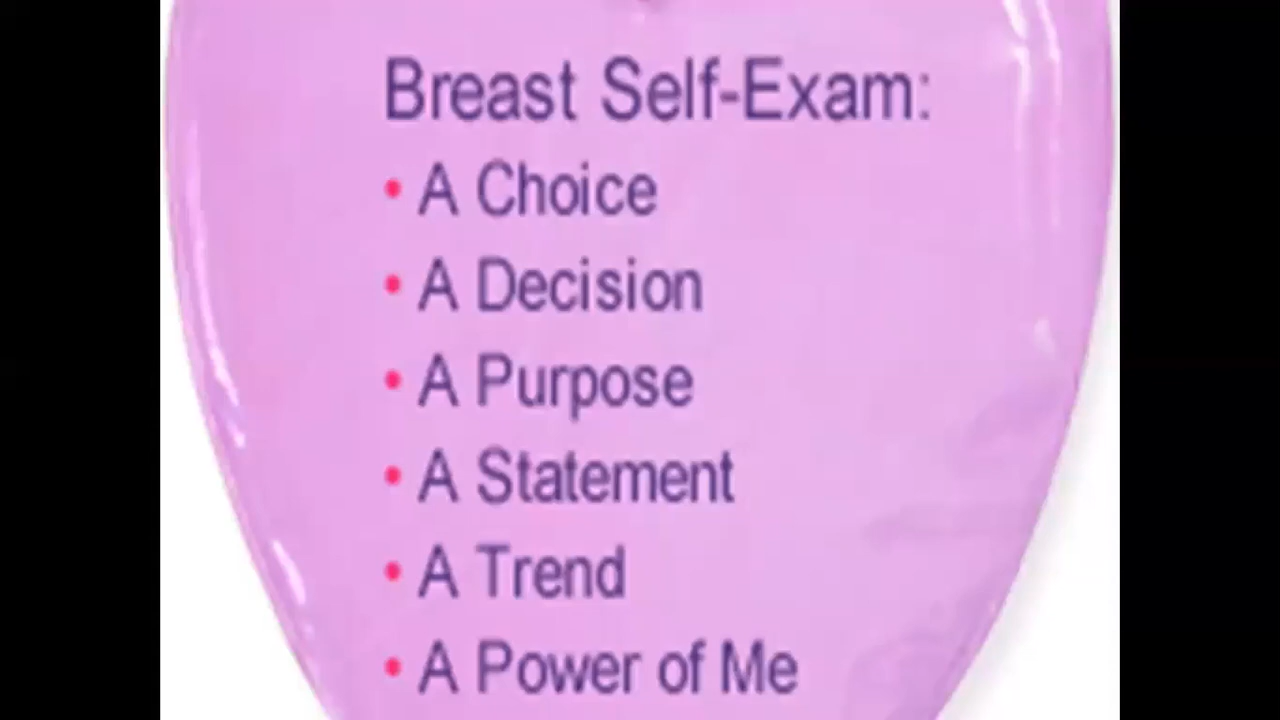 Breast Self-Exam:
• A Choice
• A Decision
• A Purpose
• A Statement
• A Trend
• A Power of Me